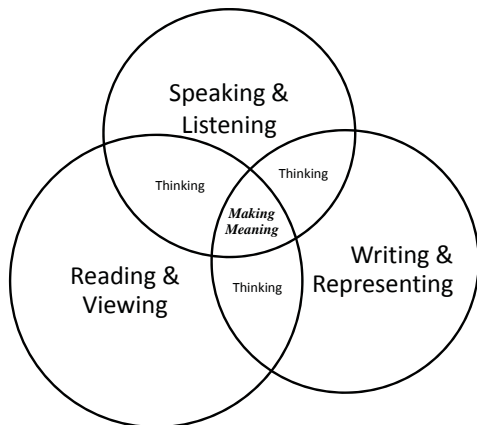 Speaking &
Listening
Thinking
Thinking
Making
Meaning
Reading &
Viewing
Writing &
Representing
Thinking